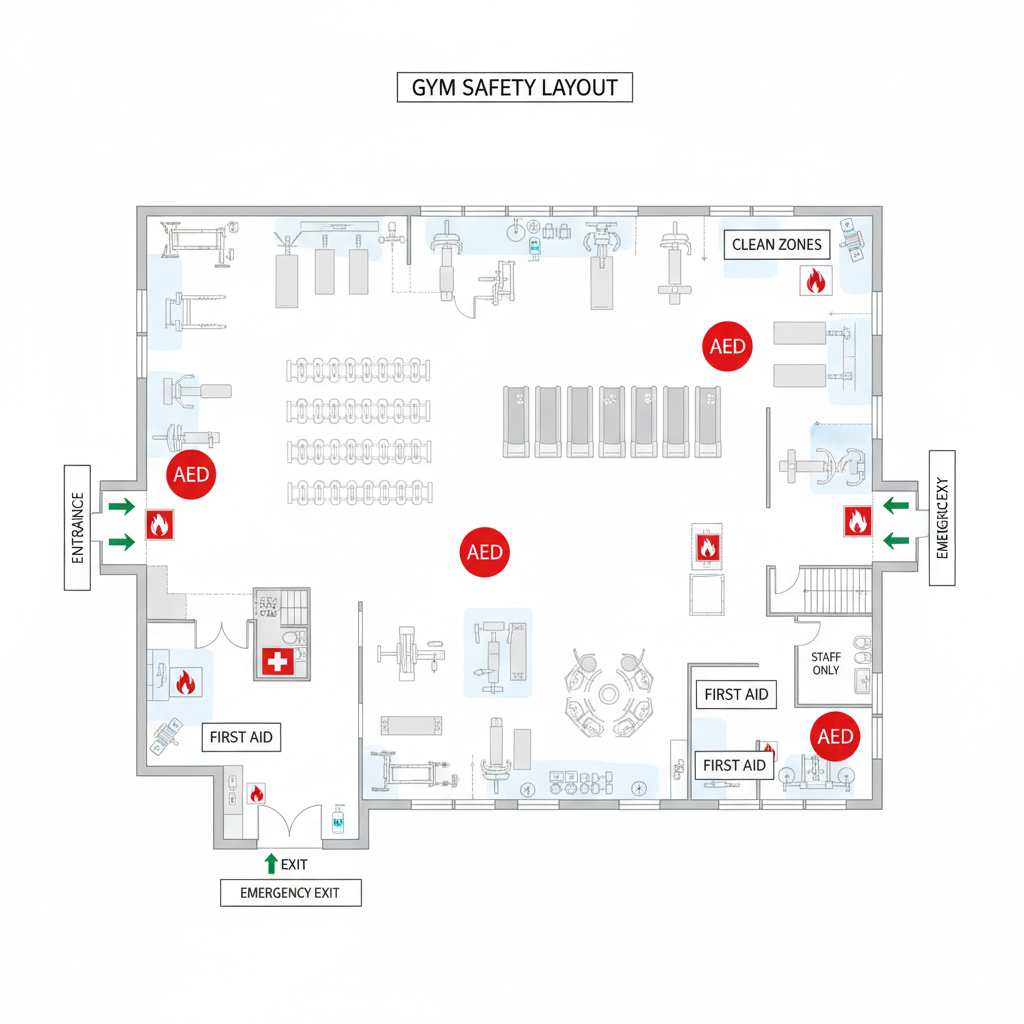 GYM SAFETY LAYOUT
CLEAN ZONES
AED
AED
ENTRAINCE
AED
STAFF
ONLY
FIRST AID
FIRST AID
AED
FIRST AID
EXIT
EMERGENCY EXIT